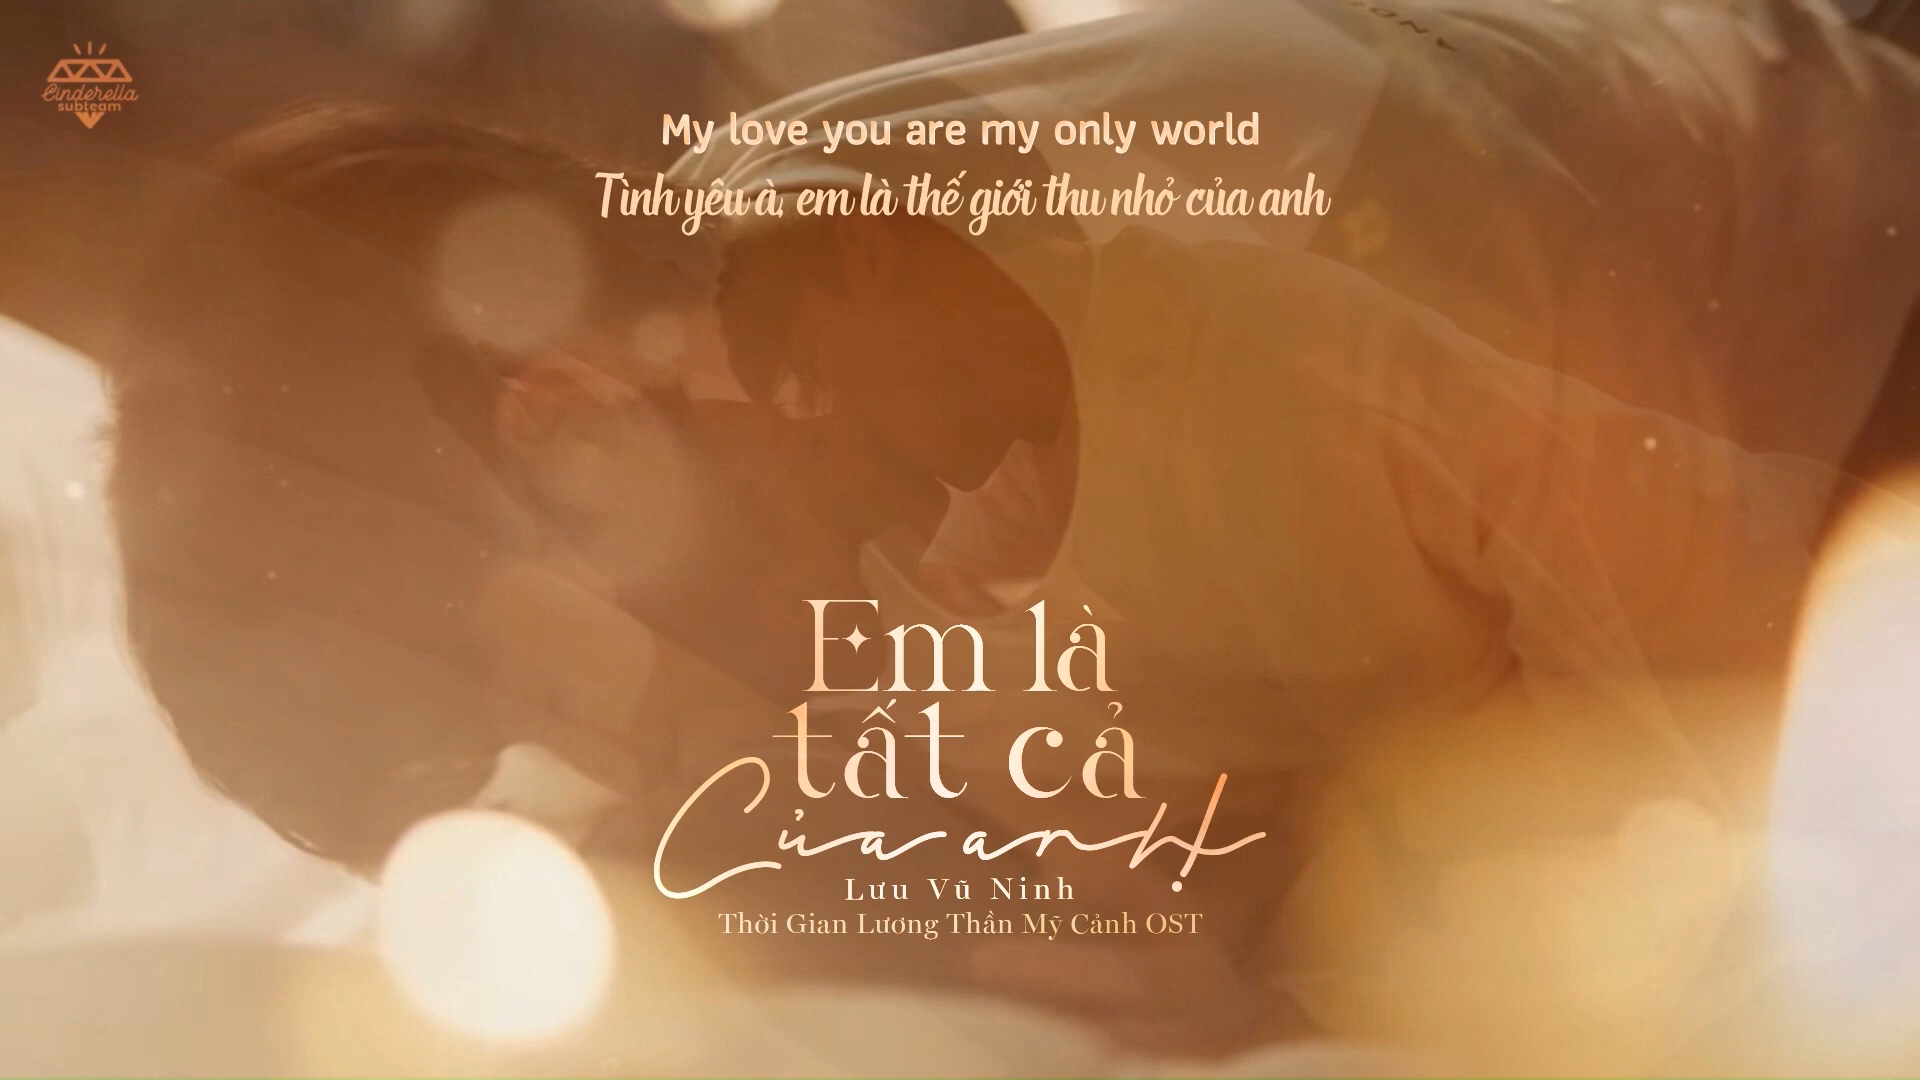 Cinderella
subteam
My love you are my only world
Tình yêu à, em là thế giới thu nhỏ của anh
Em là
tất cả
Của anh
Lưu Vũ Ninh
Thời Gian Lương Thần Mỹ Cảnh OST